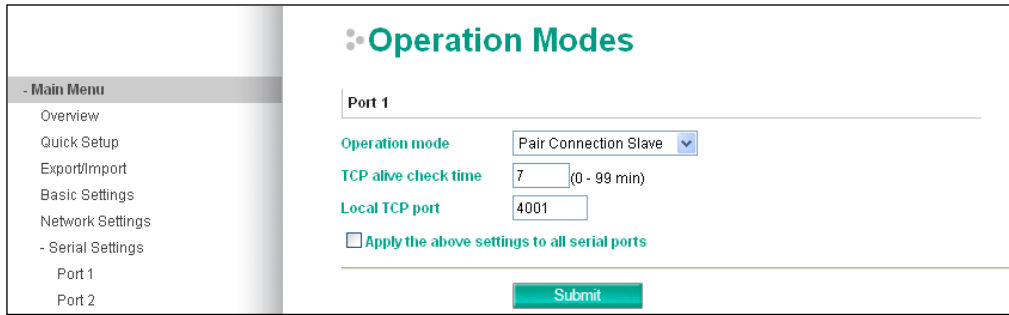 Operation Modes
- Main Menu
Overview
Quick Setup
Export/Import
Basic Settings
Network Settings
- Serial Settings
Port 1
Port 2
Port 1
Operation mode Pair Connection Slave
TCP alive check time 7 (0 - 99 min)
Local TCP port 4001
Apply the above settings to all serial ports
Submit